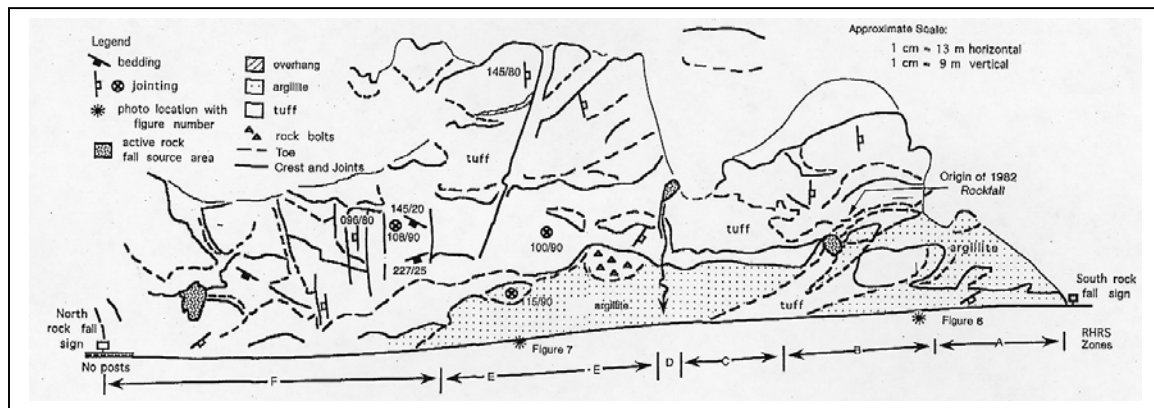 Legend
bedding
jointing
photo location with
figure number
active rock
fall source area
overhang
argillite
tuff
rock bolts
Toe
Crest and Joints
Approximate Scale:
1 cm = 13 m horizontal
1 cm = 9 m vertical
145/80
tuff
Origin of 1982
Rockfall
096/80
145/20
108/90
100/90
tuff
argillite
227/25
115/90
argillite
tuff
South rock
fall sign
North
rock fall
sign
No posts
Figure 7
Figure 6
RHRS
Zones
F
E
E
D
C
B
A